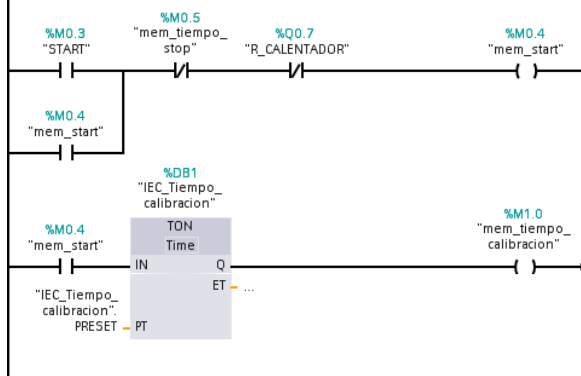 %M0.3
"START"
%M0.5
"mem_tiempo_
stop"
%Q0.7
"R_CALENTADOR"
%M0.4
"mem_start"
%M0.4
"mem_start"
%DB1
"IEC_Tiempo_
calibracion"
TON
Time
%M0.4
"mem_start"
IN
Q
%M1.0
"mem_tiempo_
calibracion"
ET
...
"IEC_Tiempo_
calibracion".
PRESET
PT